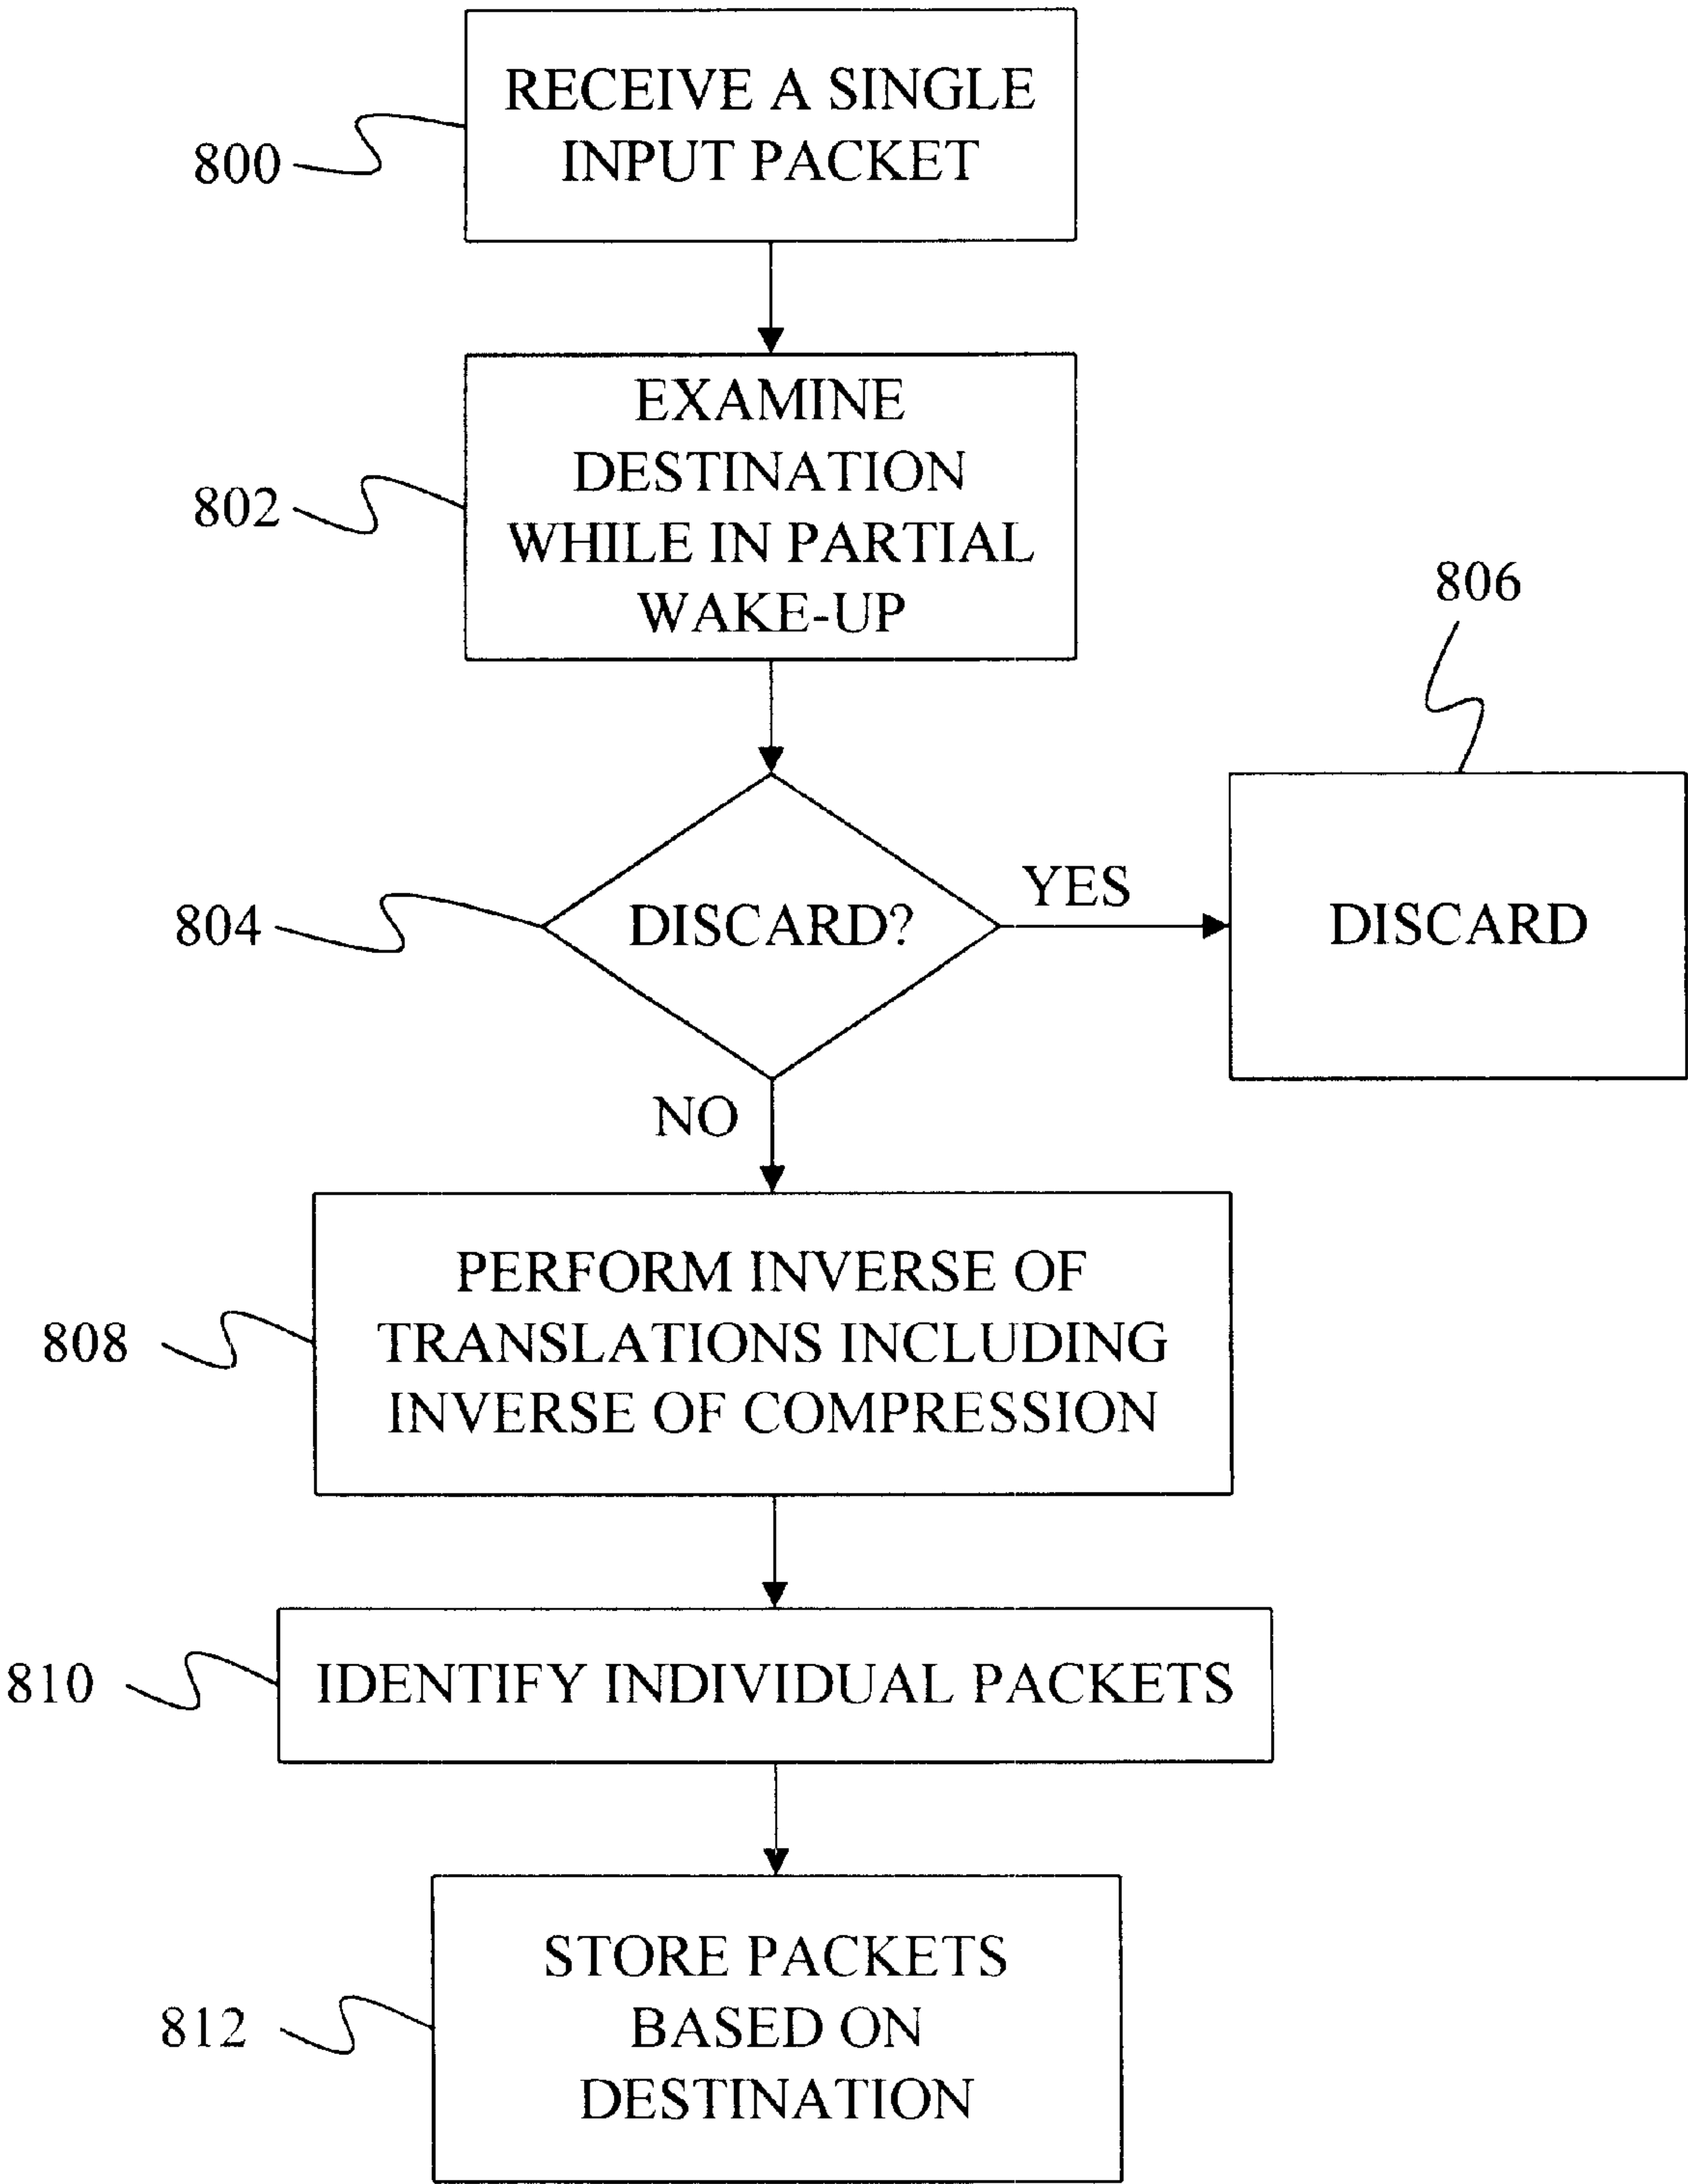 RECEIVE A SINGLE
INPUT PACKET
800
EXAMINE
DESTINATION
WHILE IN PARTIAL
WAKE-UP
802
806
DISCARD?
YES
804
DISCARD
NO
PERFORM INVERSE OF
TRANSLATIONS INCLUDING
INVERSE OF COMPRESSION
808
IDENTIFY INDIVIDUAL PACKETS
810
STORE PACKETS
BASED ON
DESTINATION
812